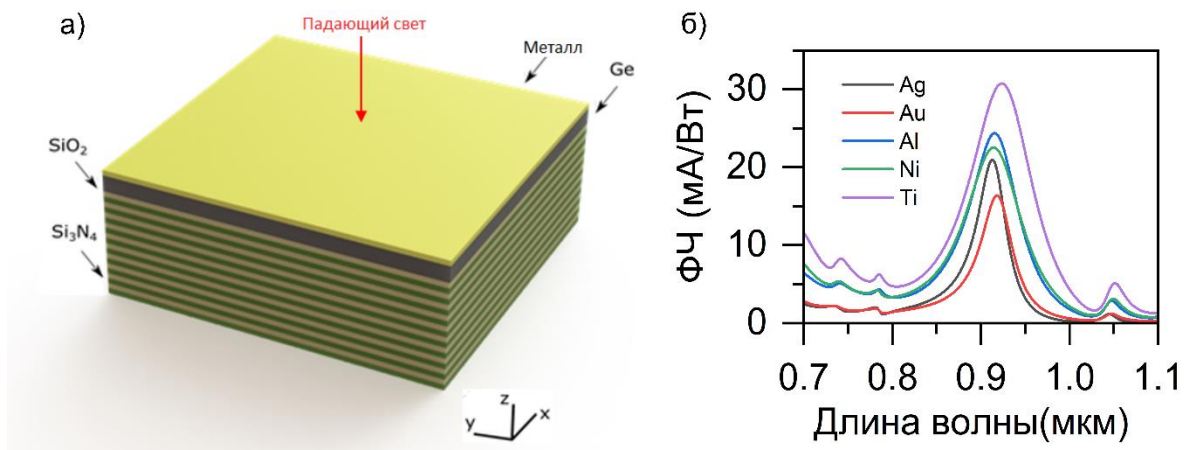 а)
Падающий свет
Металл
Ge
SiO2
Si3N4
z
y
x
б)
ФЧ (мА/Вт)
30
20
10
0
Ag
Au
Al
Ni
Ti
0.7 0.8 0.9 1.0 1.1
Длина волны(мкм)